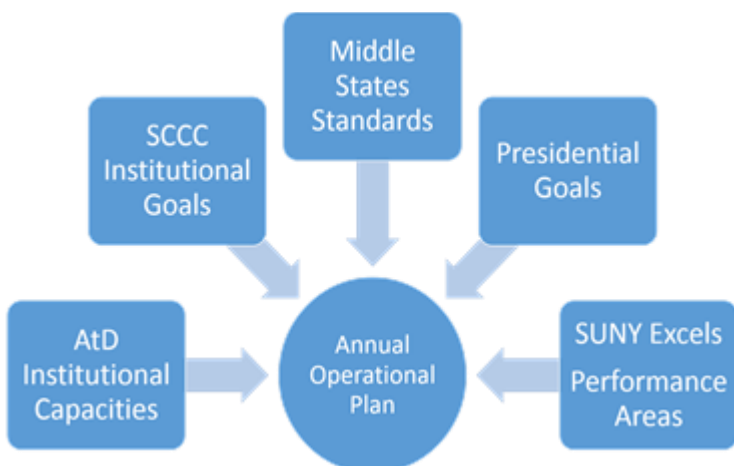 Middle
States
Standards
SCCC
Institutional
Goals
Presidential
Goals
AtD
Institutional
Capacities
Annual
Operational
Plan
SUNY Excels
Performance
Areas